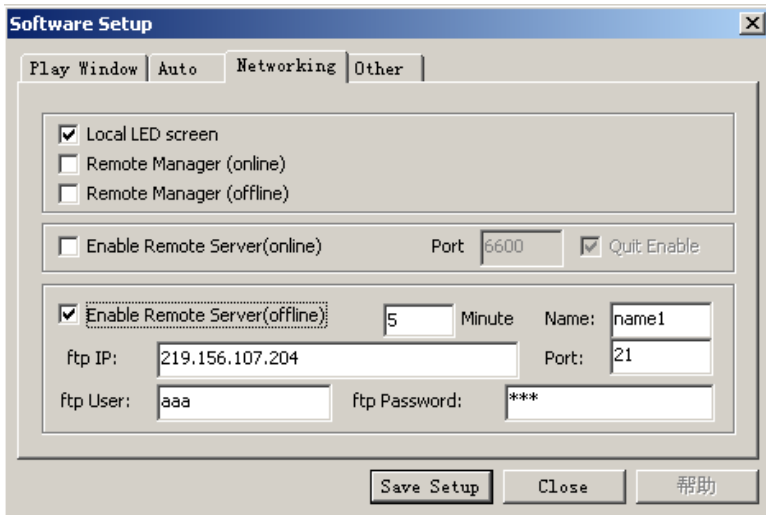 Software Setup
Play Window Auto Networking Other
Local LED screen
Remote Manager (online)
Remote Manager (offline)
Enable Remote Server(online) Port 6600 Quit Enable
Enable Remote Server(offline) 5 Minute Name: name1
ftp IP: 219.156.107.204 Port: 21
ftp User: aaa ftp Password: ***
Save Setup Close 帮助